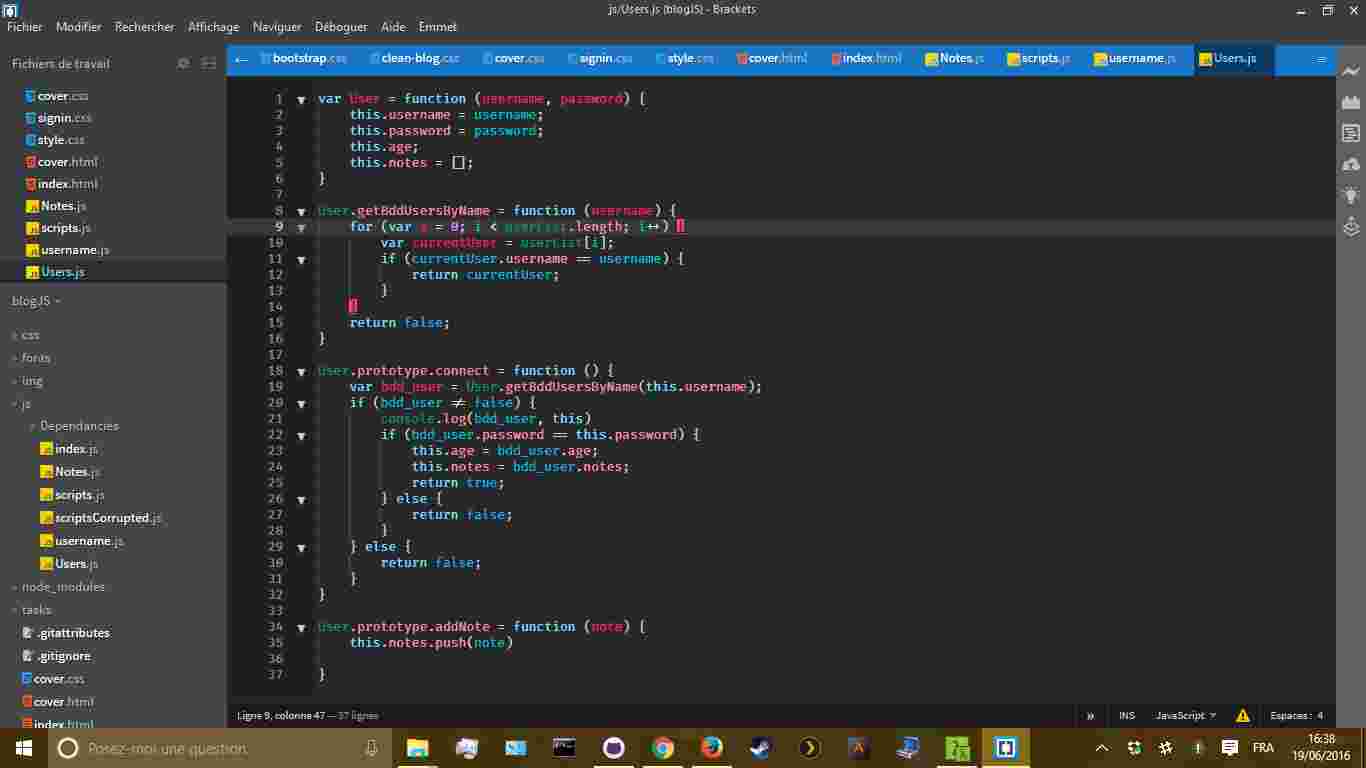 js/Users.js (blogJS) - Brackets
Fichier Modifier Rechercher Affichage Naviguer Déboguer Aide Emmet
Fichiers de travail
cover.css
signin.css
style.css
cover.html
index.html
Notes.js
scripts.js
username.js
Users.js
blogJS
css
fonts
img
js
Dependancies
index.js
Notes.js
scripts.js
scriptsCorrupted.js
username.js
Users.js
node_modules
tasks
.gitattributes
.gitignore
cover.css
cover.html
index.html
← bootstrap.css clean-blog.css cover.css signin.css style.css cover.html index.html Notes.js scripts.js username.js Users.js
1 var User = function (username, password) {
2 this.username = username;
3 this.password = password;
4 this.age;
5 this.notes = [];
6 }
7
8 User.getBddUsersByName = function (username) {
9 for (var i = 0; i < userList.length; i++) {
10 var currentUser = userList[i];
11 if (currentUser.username == username) {
12 return currentUser;
13 }
14 }
15 return false;
16 }
17
18 User.prototype.connect = function () {
19 var bdd_user = User.getBddUsersByName(this.username);
20 if (bdd_user ≠ false) {
21 console.log(bdd_user, this)
22 if (bdd_user.password == this.password) {
23 this.age = bdd_user.age;
24 this.notes = bdd_user.notes;
25 return true;
26 } else {
27 return false;
28 }
29 } else {
30 return false;
31 }
32 }
33
34 User.prototype.addNote = function (note) {
35 this.notes.push(note)
36
37 }
Ligne 9, colonne 47 — 37 lignes
» INS JavaScript Espaces : 4
Posez-moi une question.
FRA
16:38
19/06/2016